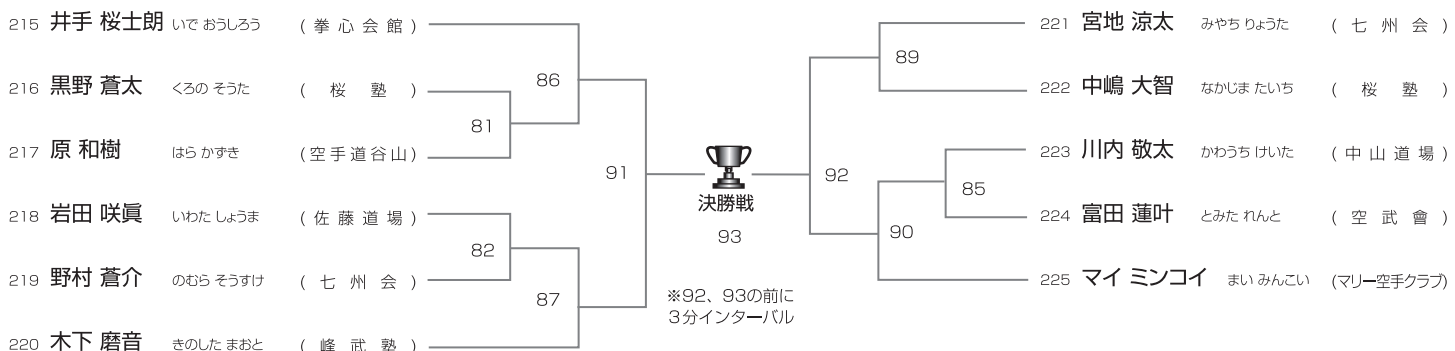 215 井手 桜士朗 いで おうしろう (拳心会館)
86
216 黒野 蒼太 くろの そうた (桜塾)
81
217 原 和樹 はら かずき (空手道谷山)
91
218 岩田 咲眞 いわた しょうま (佐藤道場)
82
219 野村 蒼介 のむら そうすけ (七州会)
87
220 木下 磨音 きのした まおと (峰武塾)
決勝戦
93
※92、93の前に
3分インターバル
221 宮地 涼太 みやち りょうた (七州会)
89
222 中嶋 大智 なかじま たいち (桜塾)
92
223 川内 敬太 かわうち けいた (中山道場)
85
224 富田 蓮叶 とみた れんと (空武會)
90
225 マイ ミンコイ まい みんこい (マリー空手クラブ)